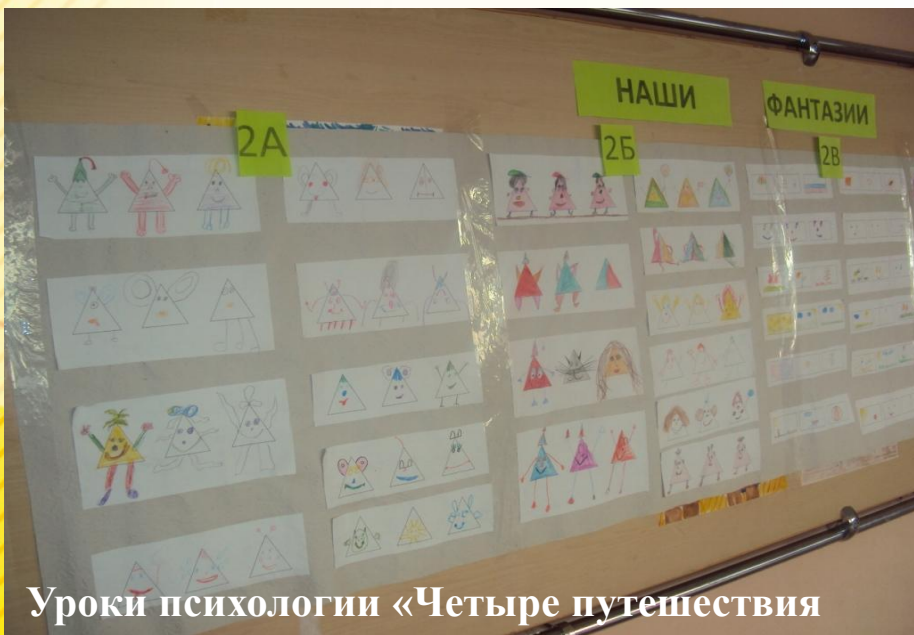 НАШИ
ФАНТАЗИИ
2А
2Б
2В
Уроки психологии «Четыре путешествия